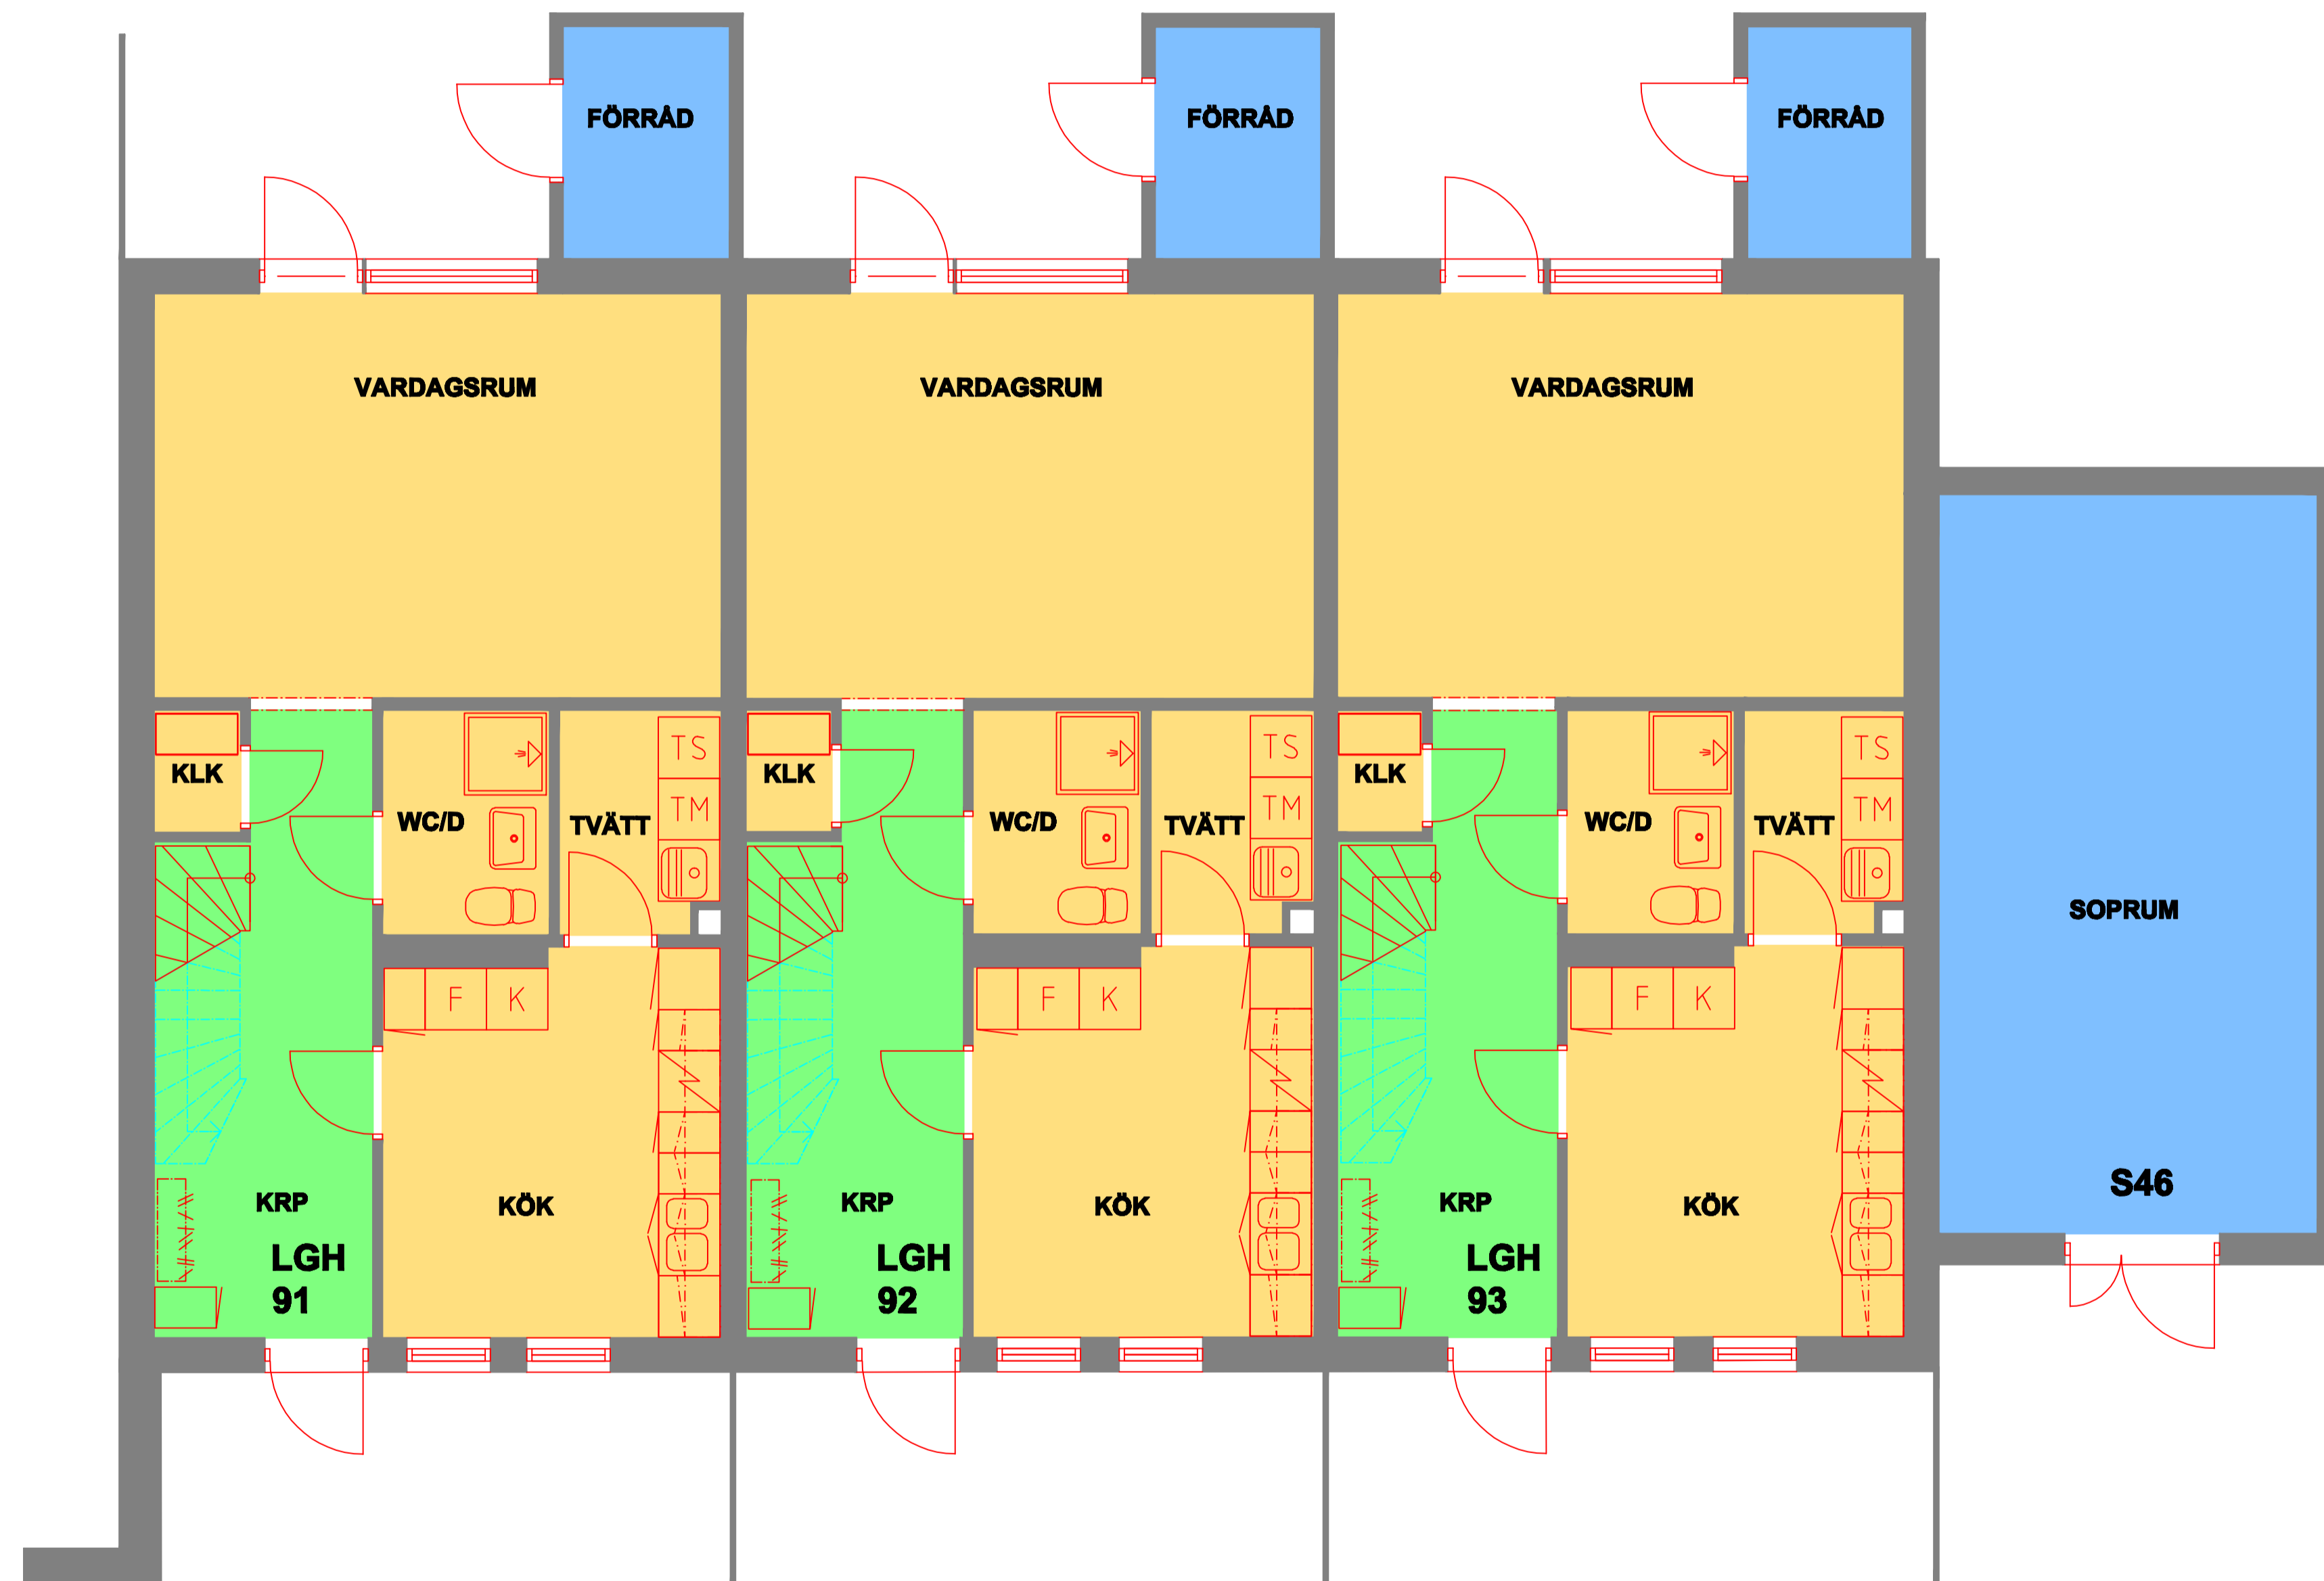 FÖRRÅD
FÖRRÅD
FÖRRÅD
VARDAGSRUM
VARDAGSRUM
VARDAGSRUM
TS
TS
TS
KLK
KLK
KLK
TM
TM
TM
WC/D
TVÄTT
WC/D
TVÄTT
WC/D
TVÄTT
SOPRUM
F K
F K
F K
S46
KRP
KÖK
KRP
KÖK
KRP
KÖK
LGH
91
LGH
92
LGH
93